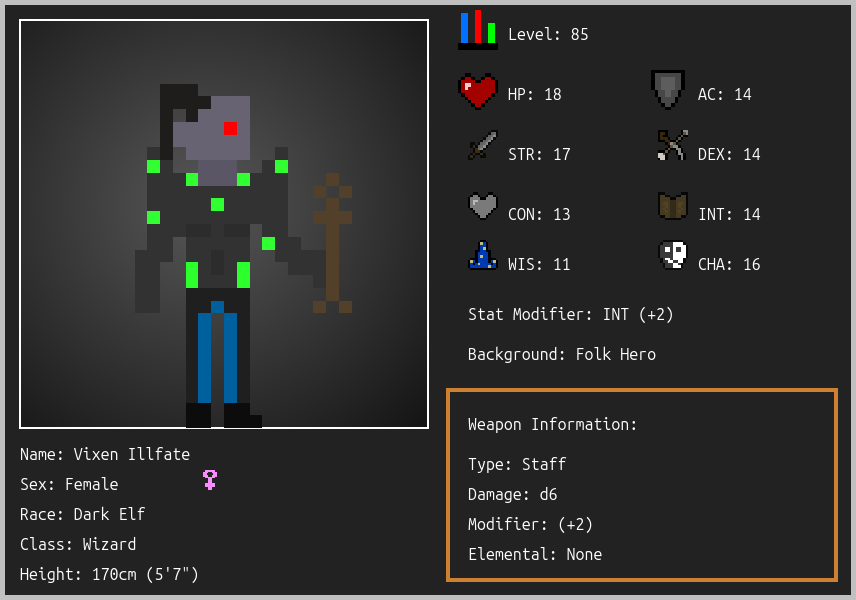 Level: 85
HP: 18
AC: 14
STR: 17
DEX: 14
CON: 13
INT: 14
WIS: 11
CHA: 16
Stat Modifier: INT (+2)
Background: Folk Hero
Weapon Information:
Type: Staff
Damage: d6
Modifier: (+2)
Elemental: None
Name: Vixen Illfate
Sex: Female
Race: Dark Elf
Class: Wizard
Height: 170cm (5'7")